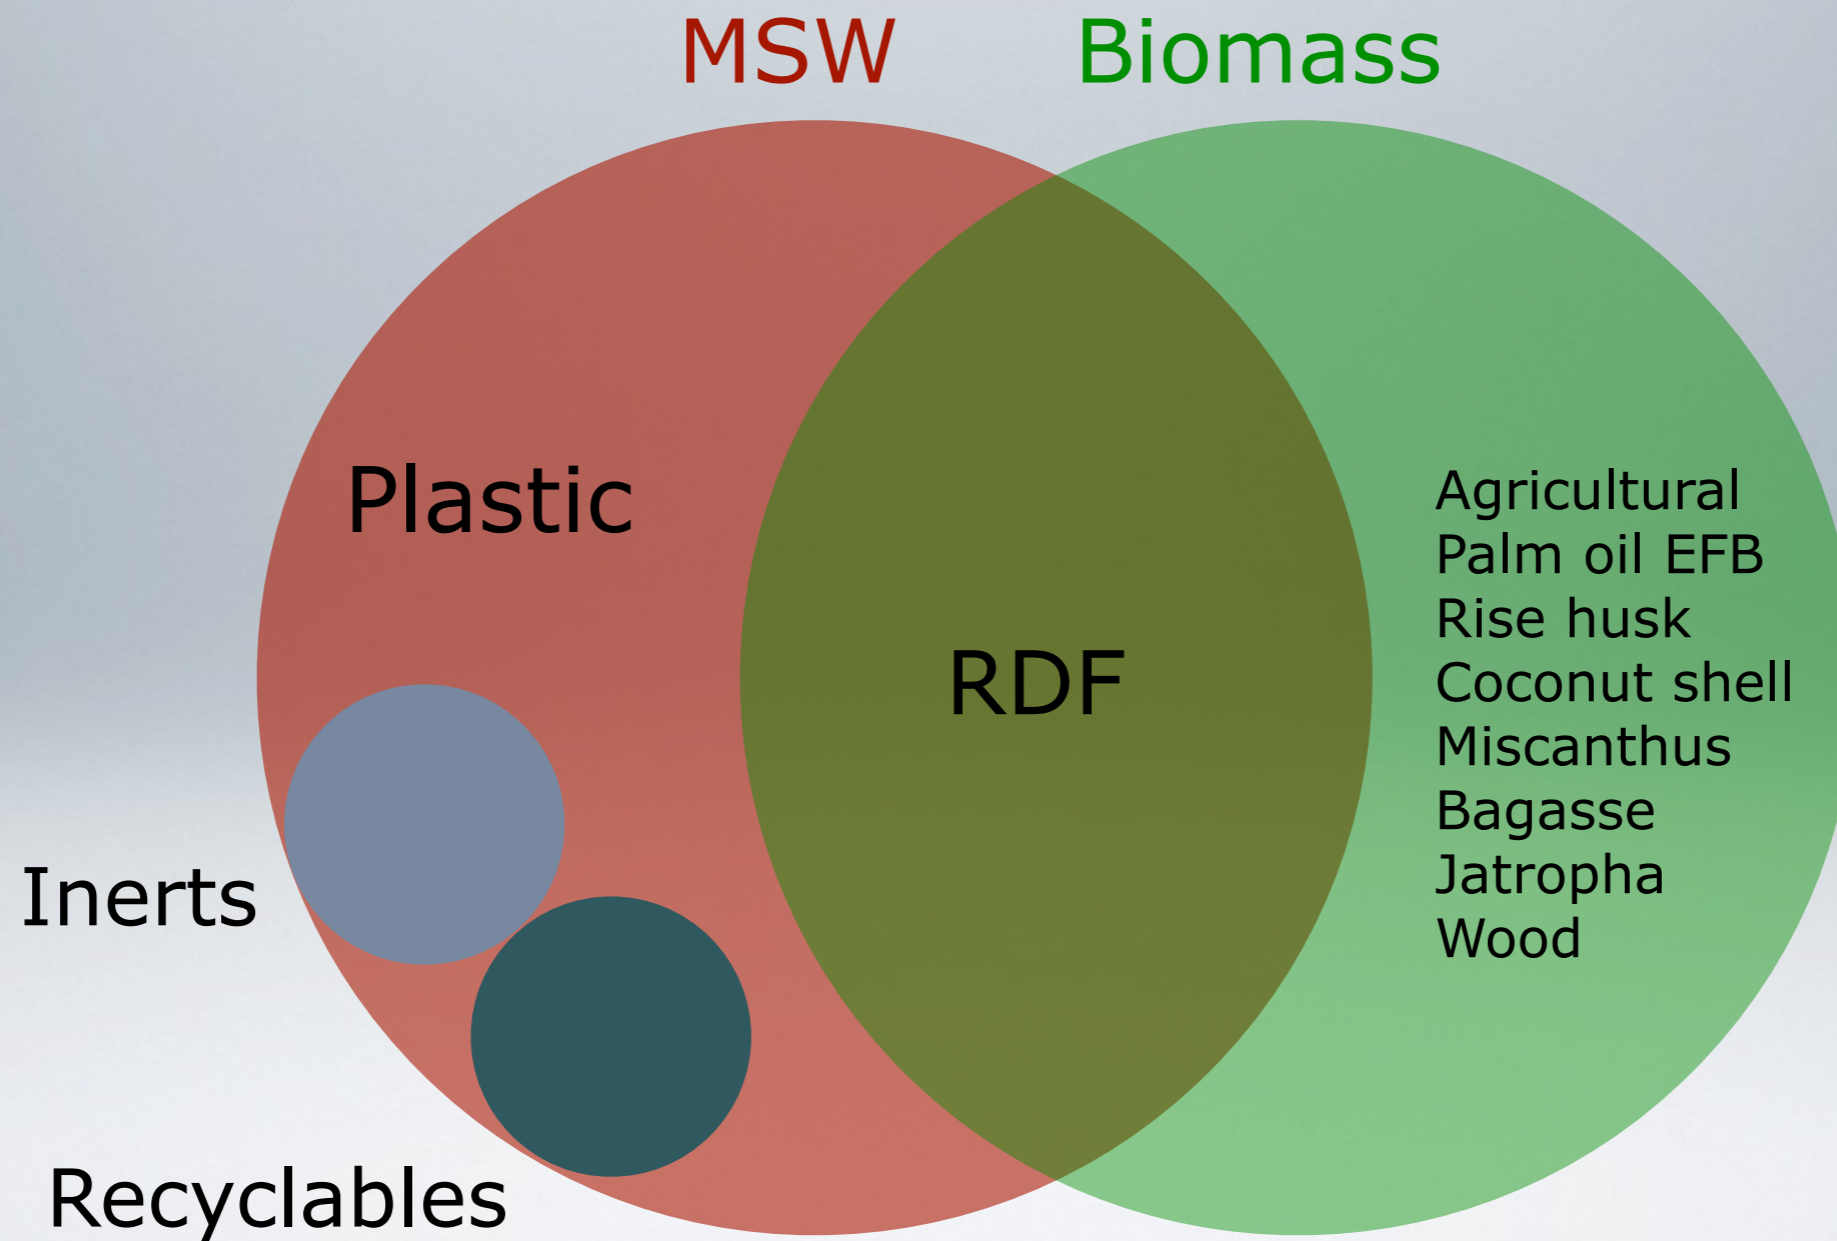 MSW
Biomass
Plastic
RDF
Agricultural
Palm oil EFB
Rise husk
Coconut shell
Miscanthus
Bagasse
Jatropha
Wood
Inerts
Recyclables